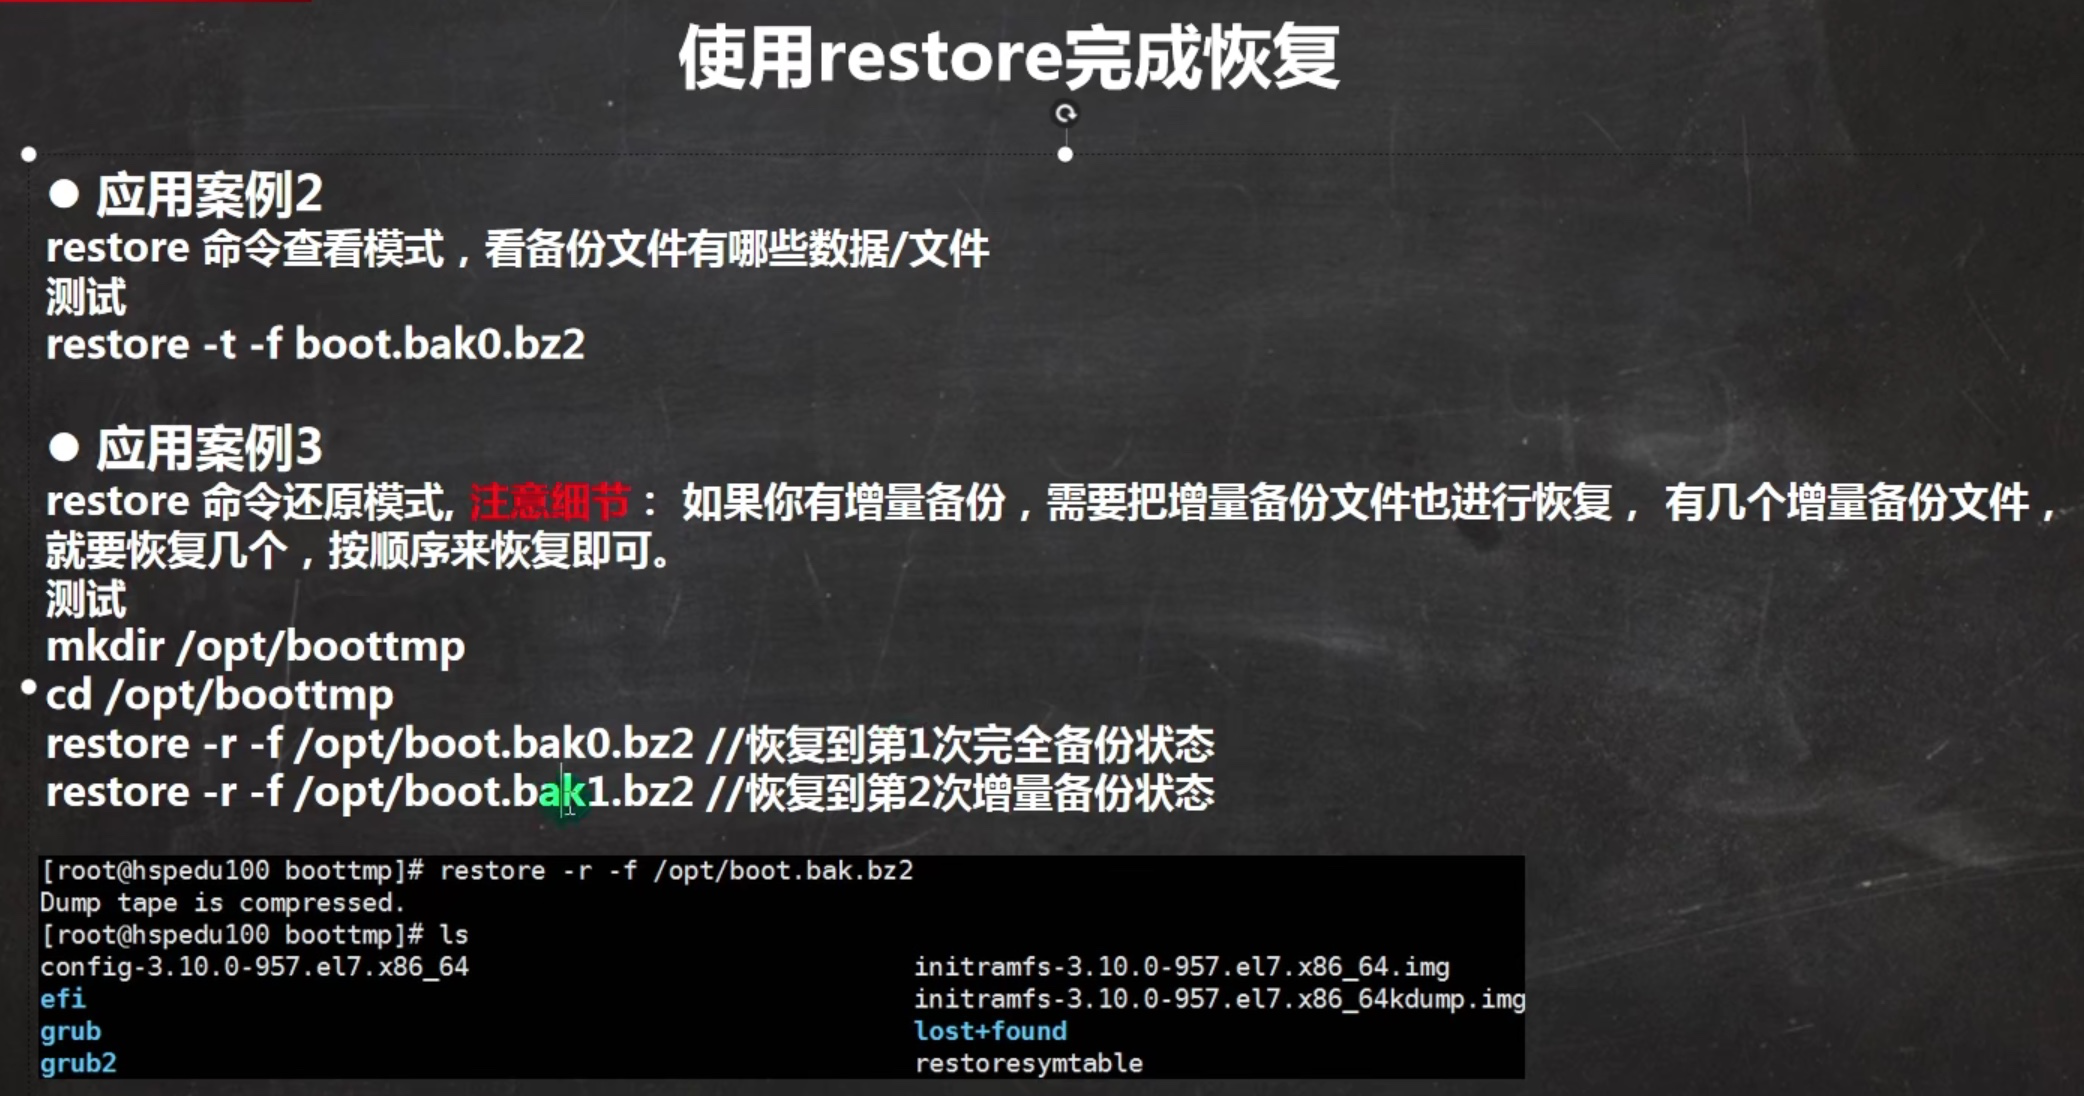 使用restore完成恢复
● 应用案例2
restore 命令查看模式，看备份文件有哪些数据/文件
测试
restore -t -f boot.bak0.bz2
● 应用案例3
restore 命令还原模式, 注意细节： 如果你有增量备份，需要把增量备份文件也进行恢复， 有几个增量备份文件，
就要恢复几个，按顺序来恢复即可。
测试
mkdir /opt/boottmp
cd /opt/boottmp
restore -r -f /opt/boot.bak0.bz2 //恢复到第1次完全备份状态
restore -r -f /opt/boot.bak1.bz2 //恢复到第2次增量备份状态
[root@hspedu100 boottmp]# restore -r -f /opt/boot.bak.bz2
Dump tape is compressed.
[root@hspedu100 boottmp]# ls
config-3.10.0-957.el7.x86_64 initramfs-3.10.0-957.el7.x86_64.img
efi initramfs-3.10.0-957.el7.x86_64kdump.img
grub lost+found
grub2 restoresymtable